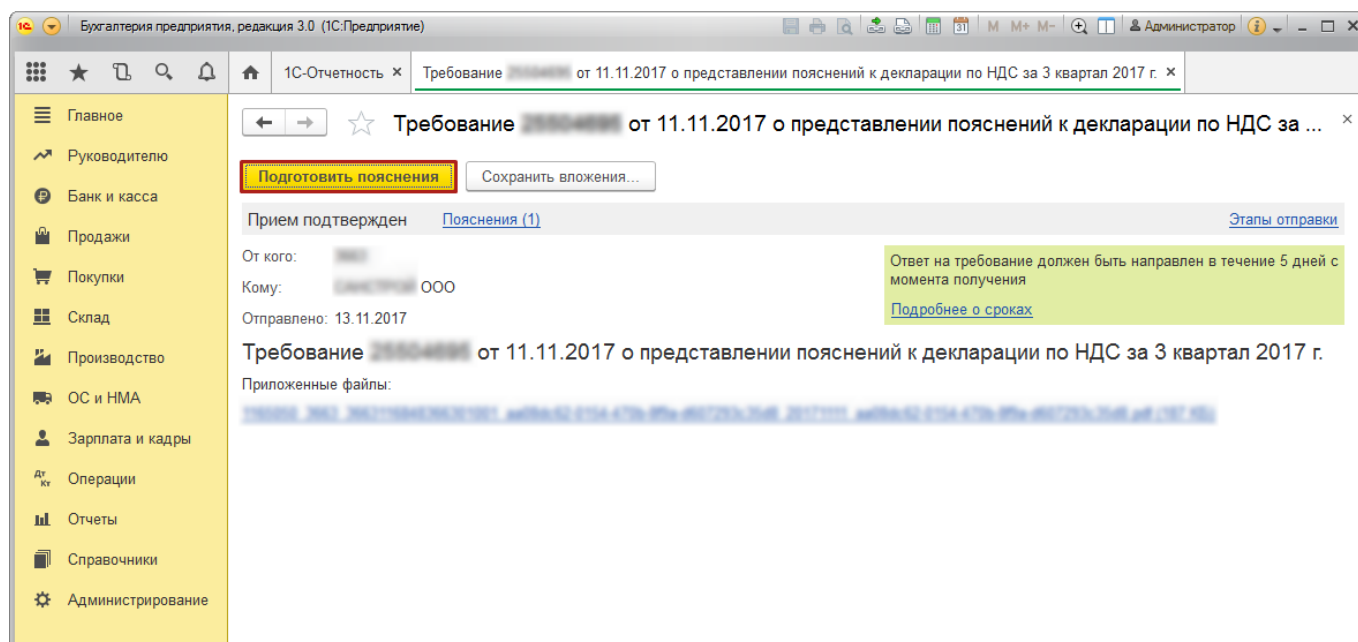 1С Бухгалтерия предприятия, редакция 3.0 (1С:Предприятие) 31 M M+ M- Администратор
1С-Отчетность × Требование от 11.11.2017 о представлении пояснений к декларации по НДС за 3 квартал 2017 г. ×
Главное
Руководителю
Банк и касса
Продажи
Покупки
Склад
Производство
ОС и НМА
Зарплата и кадры
Дт Кт Операции
Отчеты
Справочники
Администрирование
Требование от 11.11.2017 о представлении пояснений к декларации по НДС за ... ×
Подготовить пояснения Сохранить вложения...
Прием подтвержден Пояснения (1) Этапы отправки
От кого:
Кому: ООО
Отправлено: 13.11.2017
Ответ на требование должен быть направлен в течение 5 дней с
момента получения
Подробнее о сроках
Требование от 11.11.2017 о представлении пояснений к декларации по НДС за 3 квартал 2017 г.
Приложенные файлы: